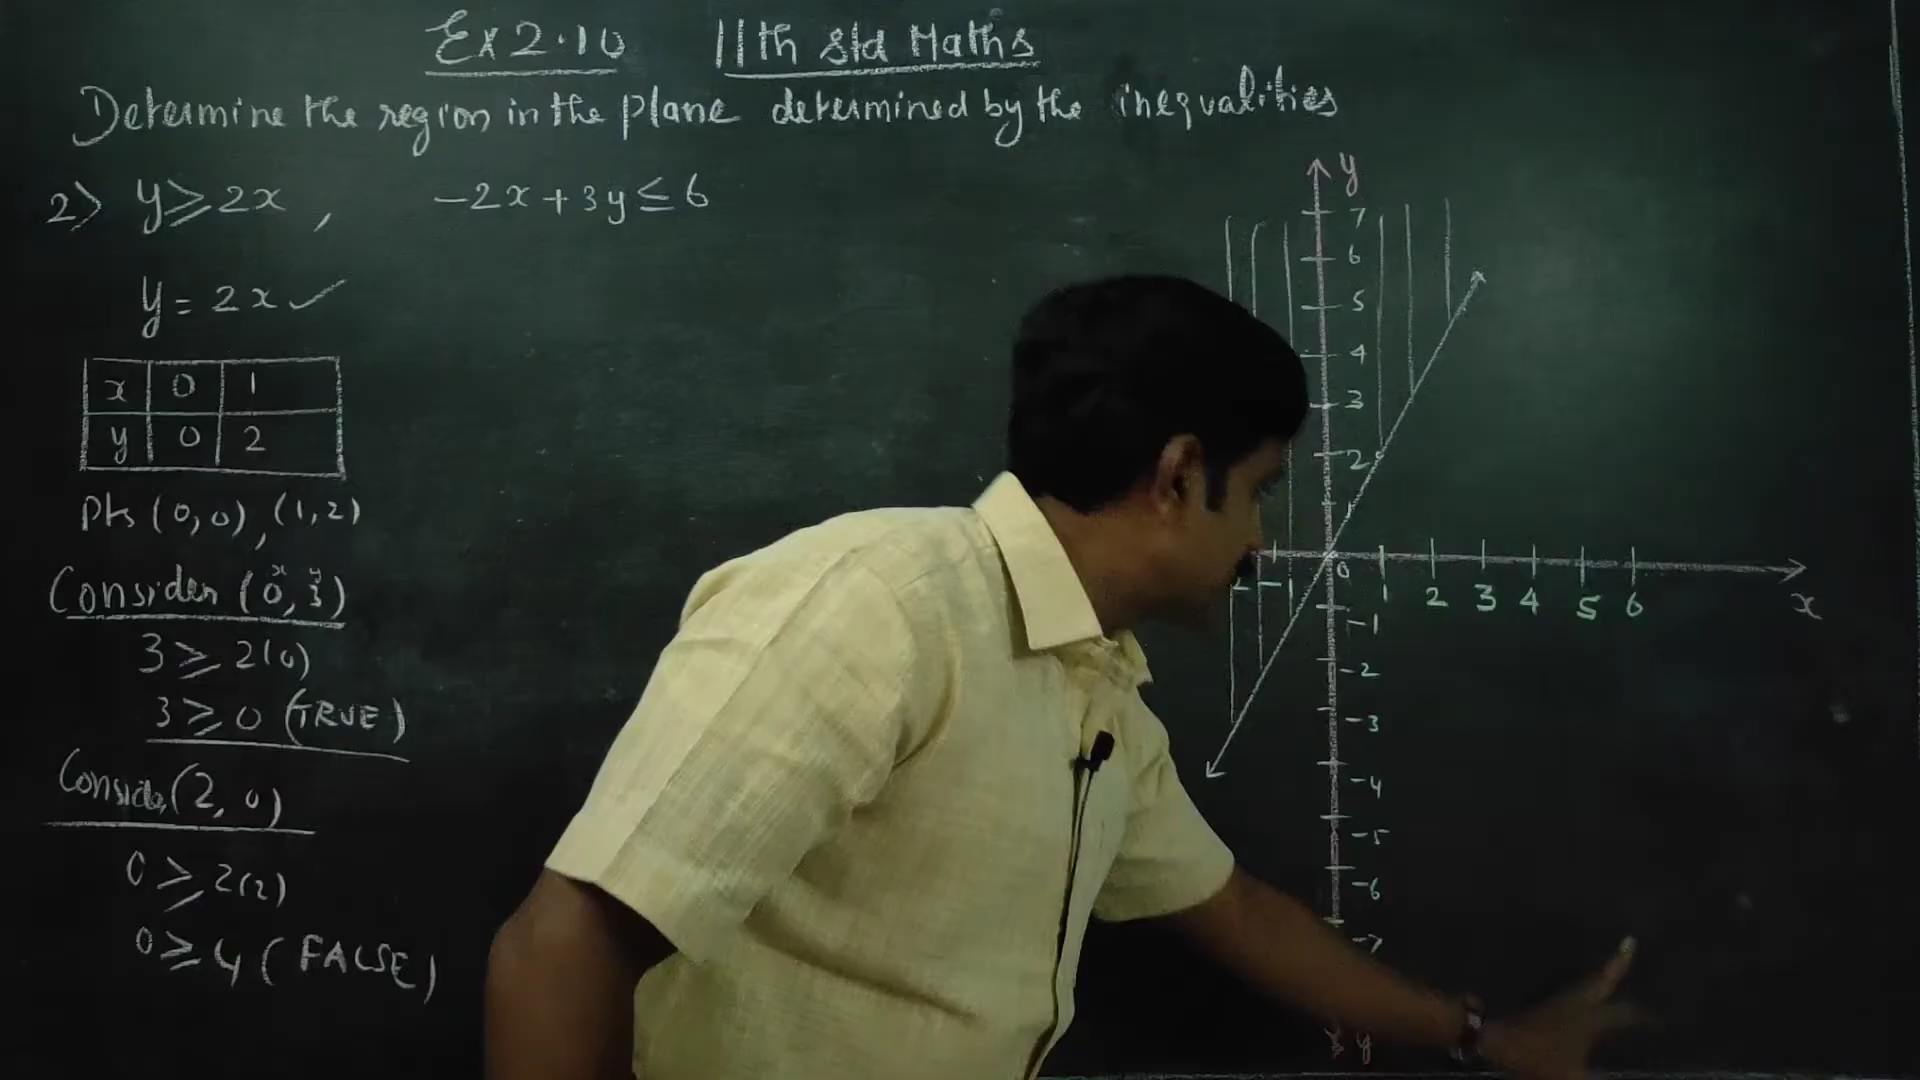 Ex 2.10 11th Std Maths
Determine the region in the plane determined by the inequalities
2) y ≥ 2x , -2x + 3y ≤ 6
y = 2x ✓
x 0 1
y 0 2
Pts (0,0), (1,2)
x y
Consider (0,3)
3 ≥ 2(0)
3 ≥ 0 (TRUE)
Consider (2,0)
0 ≥ 2(2)
0 ≥ 4 (FALSE)
y
7
6
5
4
3
2
1
-1 0 1 2 3 4 5 6 x
-1
-2
-3
-4
-5
-6
-7
y